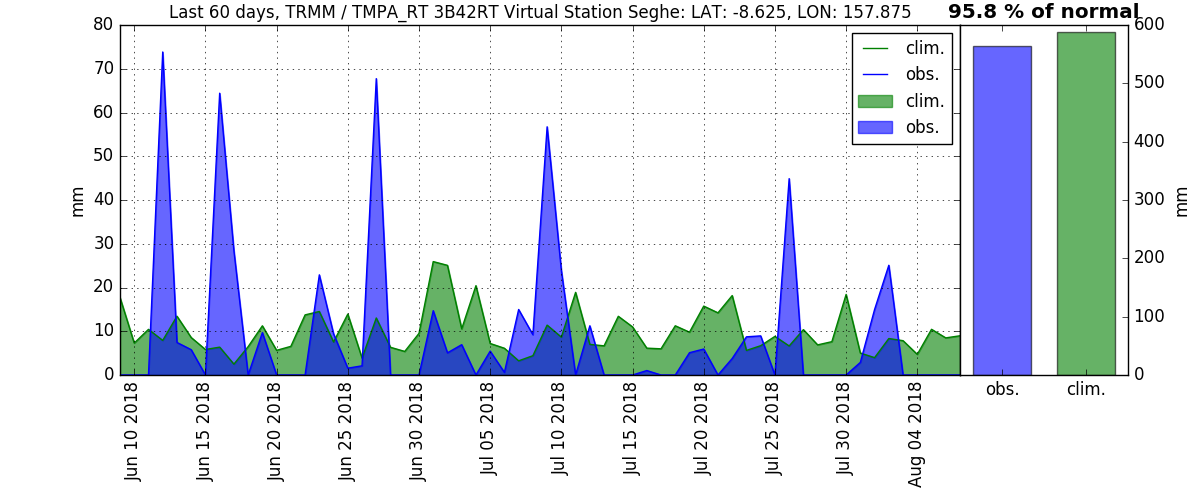 Last 60 days, TRMM / TMPA_RT 3B42RT Virtual Station Seghe: LAT: -8.625, LON: 157.875
95.8 % of normal
80
70
60
50
40
30
20
10
0
mm
clim.
obs.
clim.
obs.
Jun 10 2018
Jun 15 2018
Jun 20 2018
Jun 25 2018
Jun 30 2018
Jul 05 2018
Jul 10 2018
Jul 15 2018
Jul 20 2018
Jul 25 2018
Jul 30 2018
Aug 04 2018
600
500
400
300
200
100
0
mm
obs.
clim.